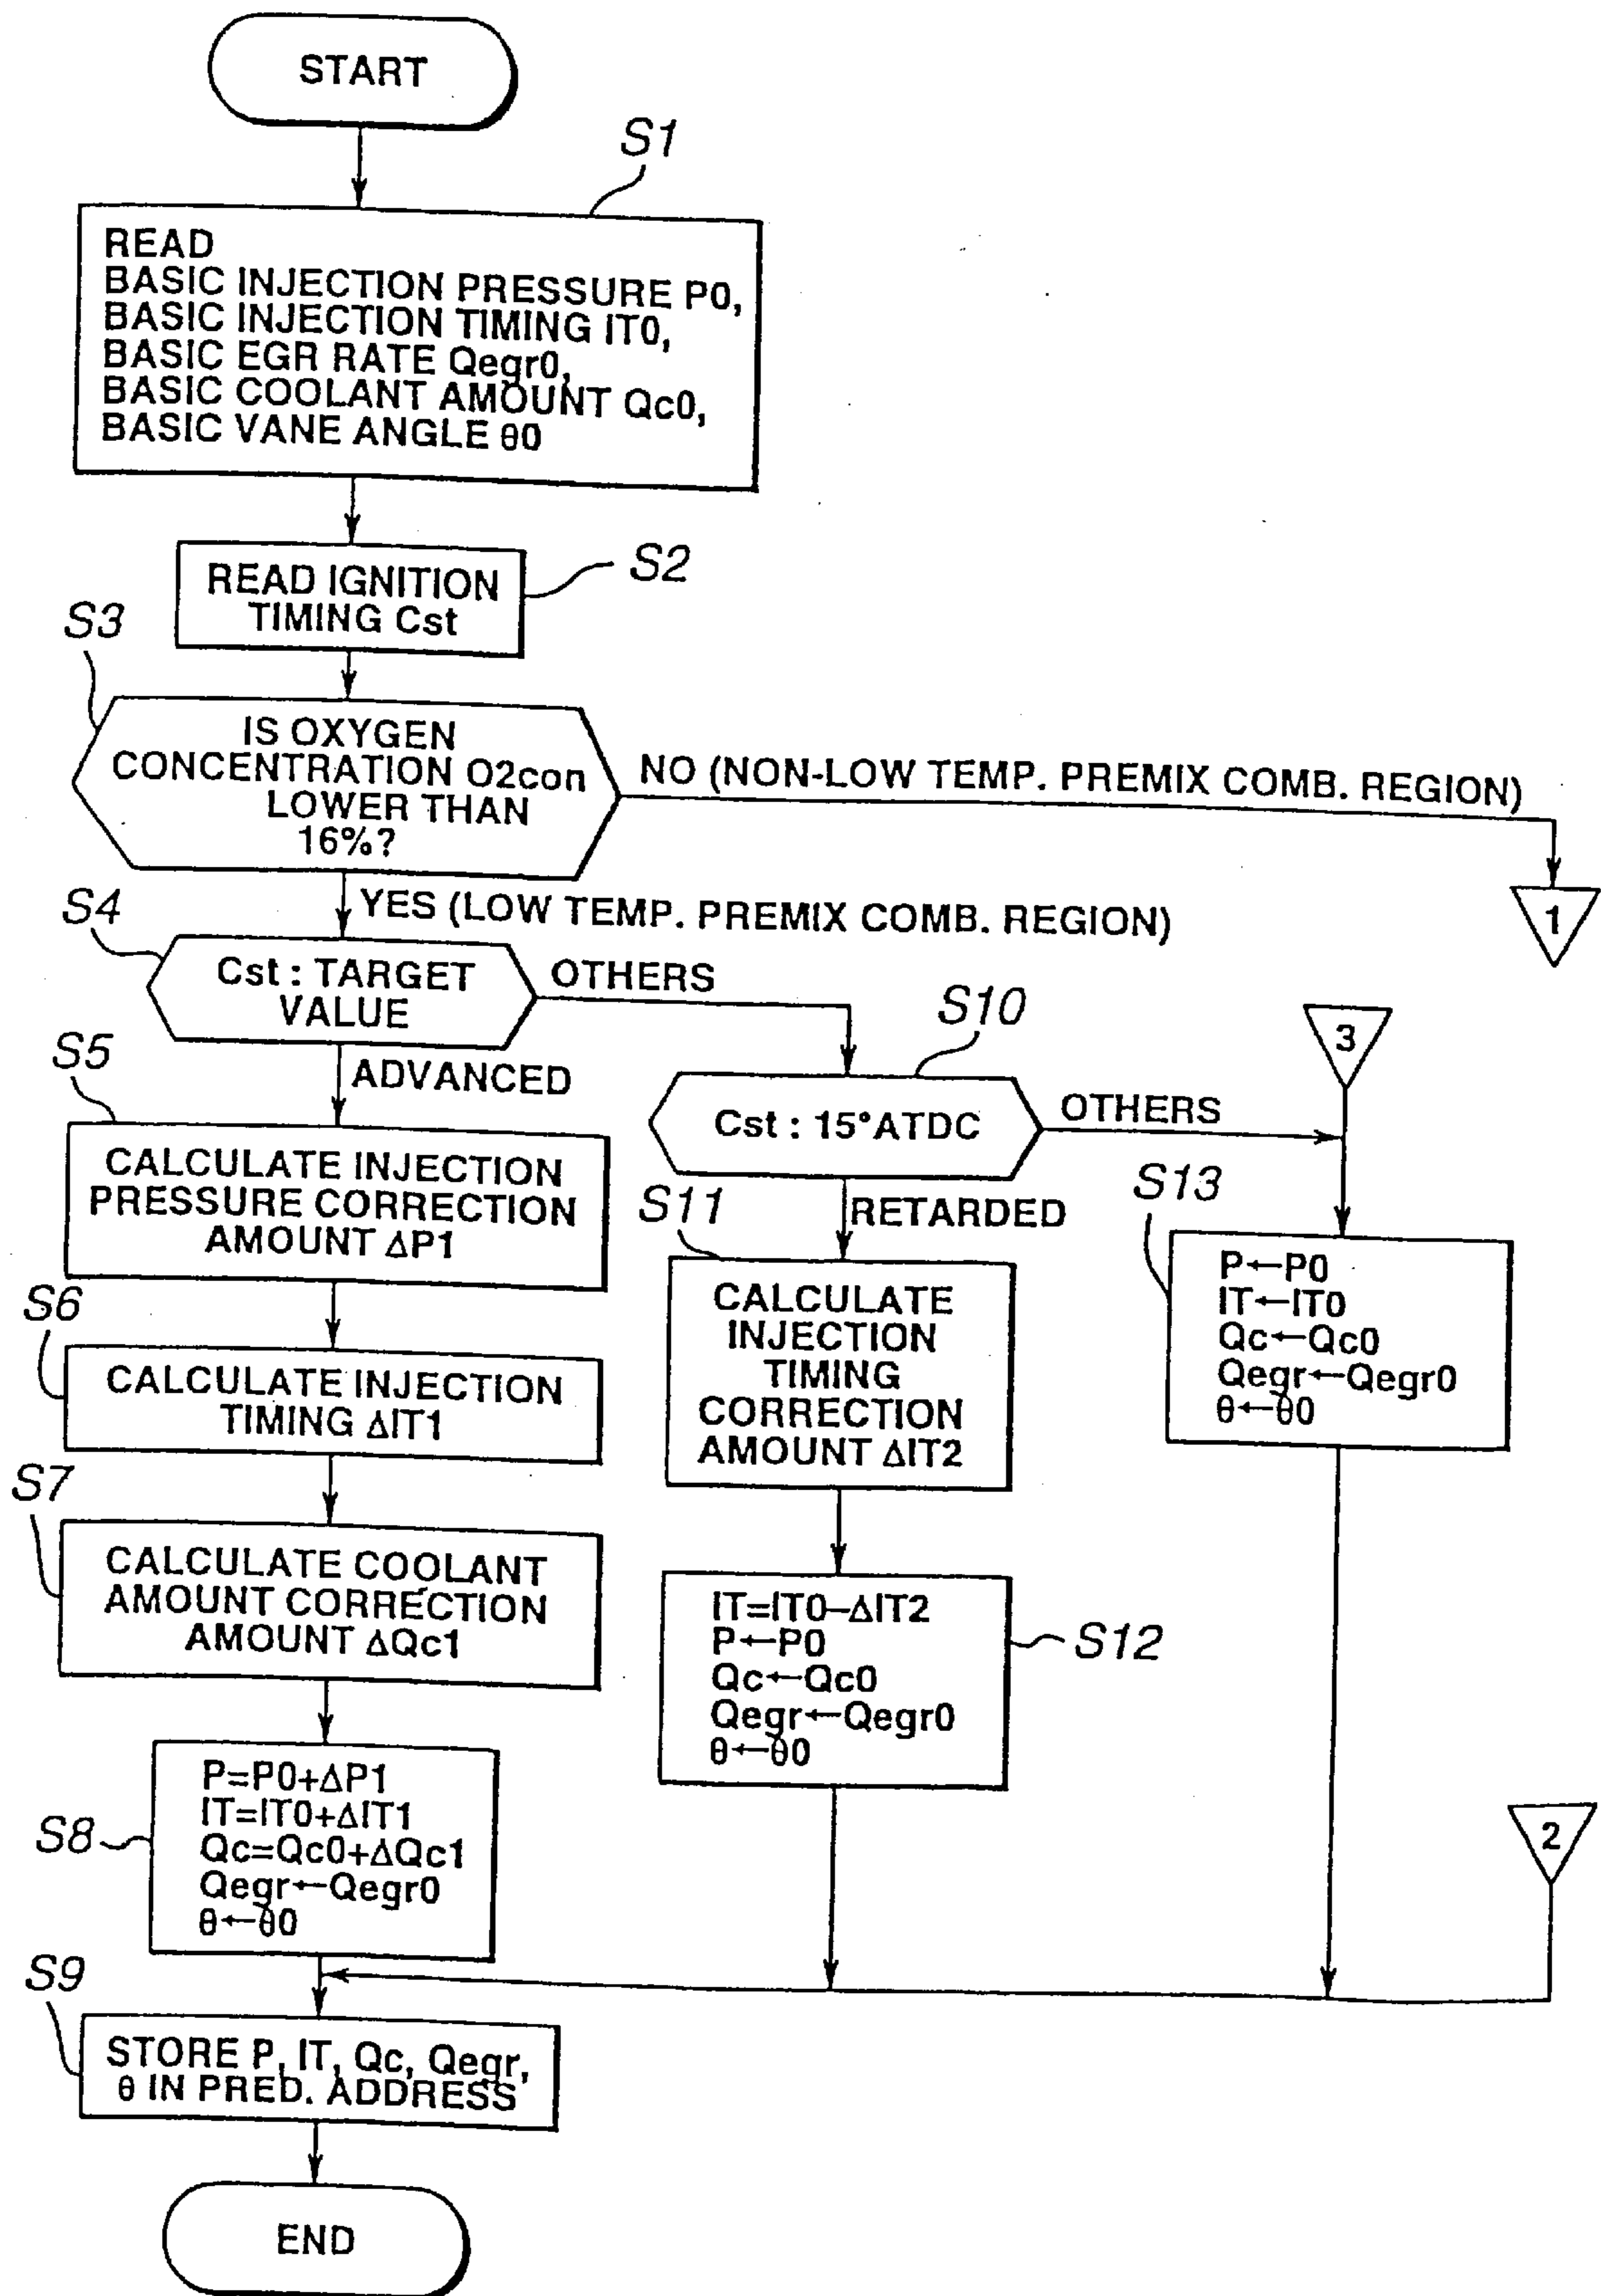 START
S1
READ
BASIC INJECTION PRESSURE P0,
BASIC INJECTION TIMING IT0,
BASIC EGR RATE Qegr0,
BASIC COOLANT AMOUNT Qc0,
BASIC VANE ANGLE θ0
S2
READ IGNITION
TIMING Cst
S3
IS OXYGEN
CONCENTRATION O2con
LOWER THAN
16%?
NO (NON-LOW TEMP. PREMIX COMB. REGION)
1
YES (LOW TEMP. PREMIX COMB. REGION)
S4
Cst : TARGET
VALUE
OTHERS
ADVANCED
S10
Cst : 15°ATDC
OTHERS
3
RETARDED
S5
CALCULATE INJECTION
PRESSURE CORRECTION
AMOUNT ΔP1
S6
CALCULATE INJECTION
TIMING ΔIT1
S7
CALCULATE COOLANT
AMOUNT CORRECTION
AMOUNT ΔQc1
S8
P=P0+ΔP1
IT=IT0+ΔIT1
Qc=Qc0+ΔQc1
Qegr←Qegr0
θ←θ0
S11
CALCULATE
INJECTION
TIMING
CORRECTION
AMOUNT ΔIT2
S12
IT=IT0−ΔIT2
P←P0
Qc←Qc0
Qegr←Qegr0
θ←θ0
S13
P←P0
IT←IT0
Qc←Qc0
Qegr←Qegr0
θ←θ0
2
S9
STORE P, IT, Qc, Qegr,
θ IN PRED. ADDRESS
END